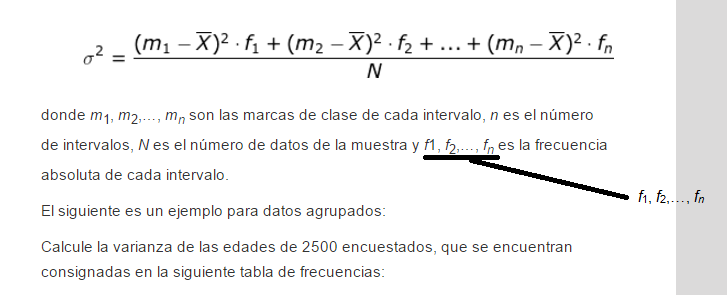 σ² = (m₁ – X̅)² · f₁ + (m₂ – X̅)² · f₂ + ... + (mₙ – X̅)² · fₙ / N
donde m₁, m₂,..., mₙ son las marcas de clase de cada intervalo, n es el número
de intervalos, N es el número de datos de la muestra y f1, f₂,..., fₙ es la frecuencia
absoluta de cada intervalo.
f₁, f₂,..., fₙ
El siguiente es un ejemplo para datos agrupados:
Calcule la varianza de las edades de 2500 encuestados, que se encuentran
consignadas en la siguiente tabla de frecuencias: